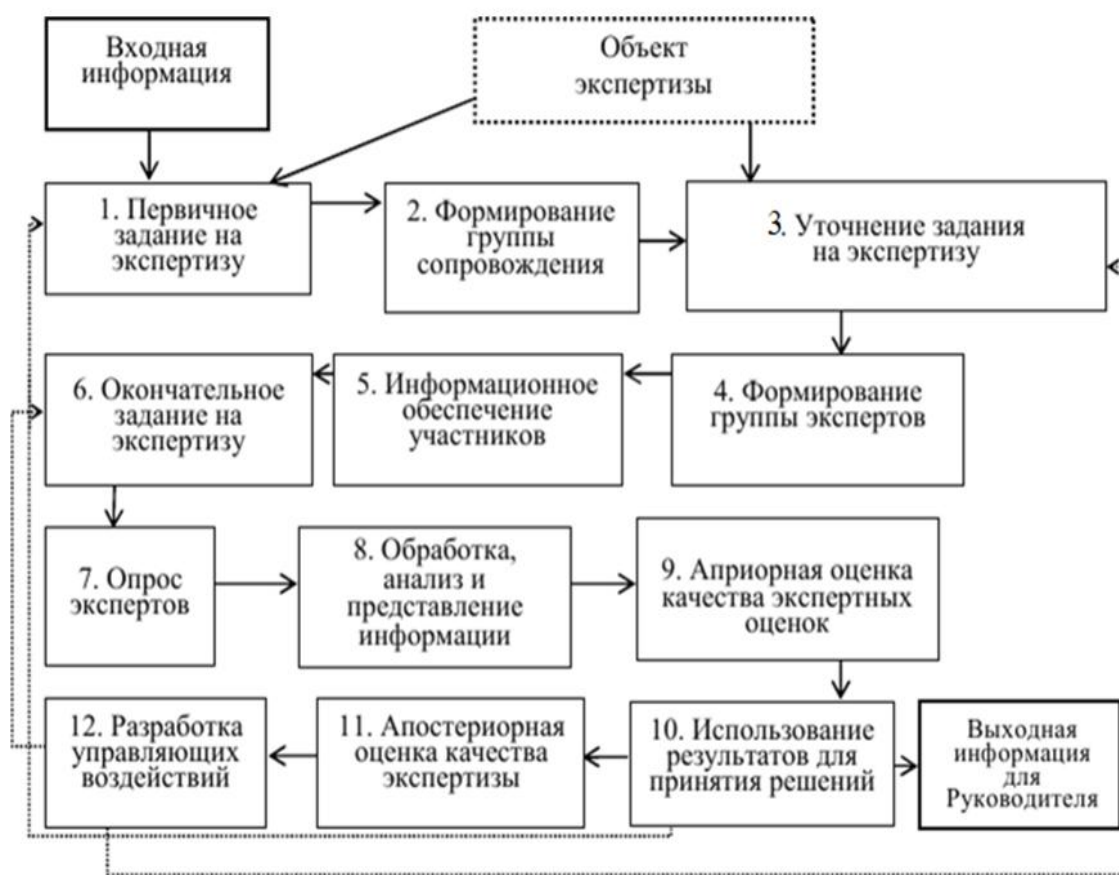 Входная
информация
Объект
экспертизы
1. Первичное
задание на
экспертизу
2. Формирование
группы
сопровождения
3. Уточнение задания
на экспертизу
6. Окончательное
задание на
экспертизу
5. Информационное
обеспечение
участников
4. Формирование
группы экспертов
7. Опрос
экспертов
8. Обработка,
анализ и
представление
информации
9. Априорная оценка
качества экспертных
оценок
12. Разработка
управляющих
воздействий
11. Апостериорная
оценка качества
экспертизы
10. Использование
результатов для
принятия решений
Выходная
информация
для
Руководителя